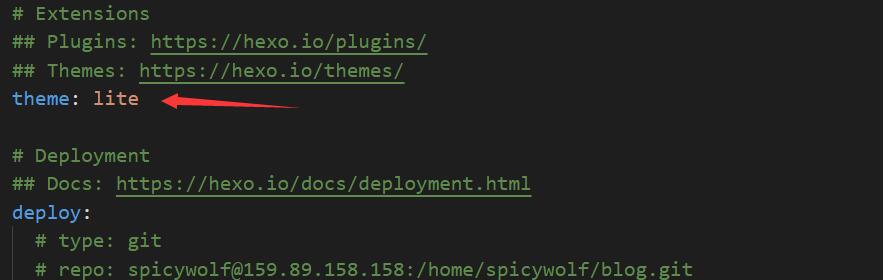 # Extensions
## Plugins: https://hexo.io/plugins/
## Themes: https://hexo.io/themes/
theme: lite
# Deployment
## Docs: https://hexo.io/docs/deployment.html
deploy:
# type: git
# repo: spicywolf@159.89.158.158:/home/spicywolf/blog.git